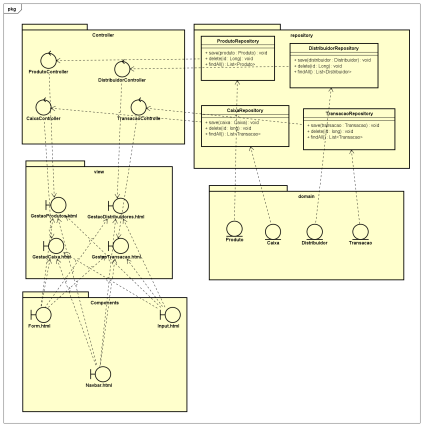 pkg
Controller
ProdutoController
DistribuidorController
CaixaController
TransacaoControlle
repository
ProdutoRepository
+ save(produto : Produto) : void
+ delete(id : Long) : void
+ findAll() : List<Produto>
DistribuidorRepository
+ save(distribuidor : Distribuidor) : void
+ delete(id : Long) : void
+ findAll() : List<Distribuidor>
CaixaRepository
+ save(caixa : Caixa) : void
+ delete(id : long) : void
+ findAll() : List<Transacao>
TransacaoRepository
+ save(transacao : Transacao) : void
+ delete(id : long) : void
+ findAll() : List<Transacao>
view
GestaoProdutos.html
GestaoDistribuidores.html
GestaoCaixa.html
GestaoTransacao.html
domain
Produto
Caixa
Distribuidor
Transacao
Components
Form.html
Input.html
Navbar.html